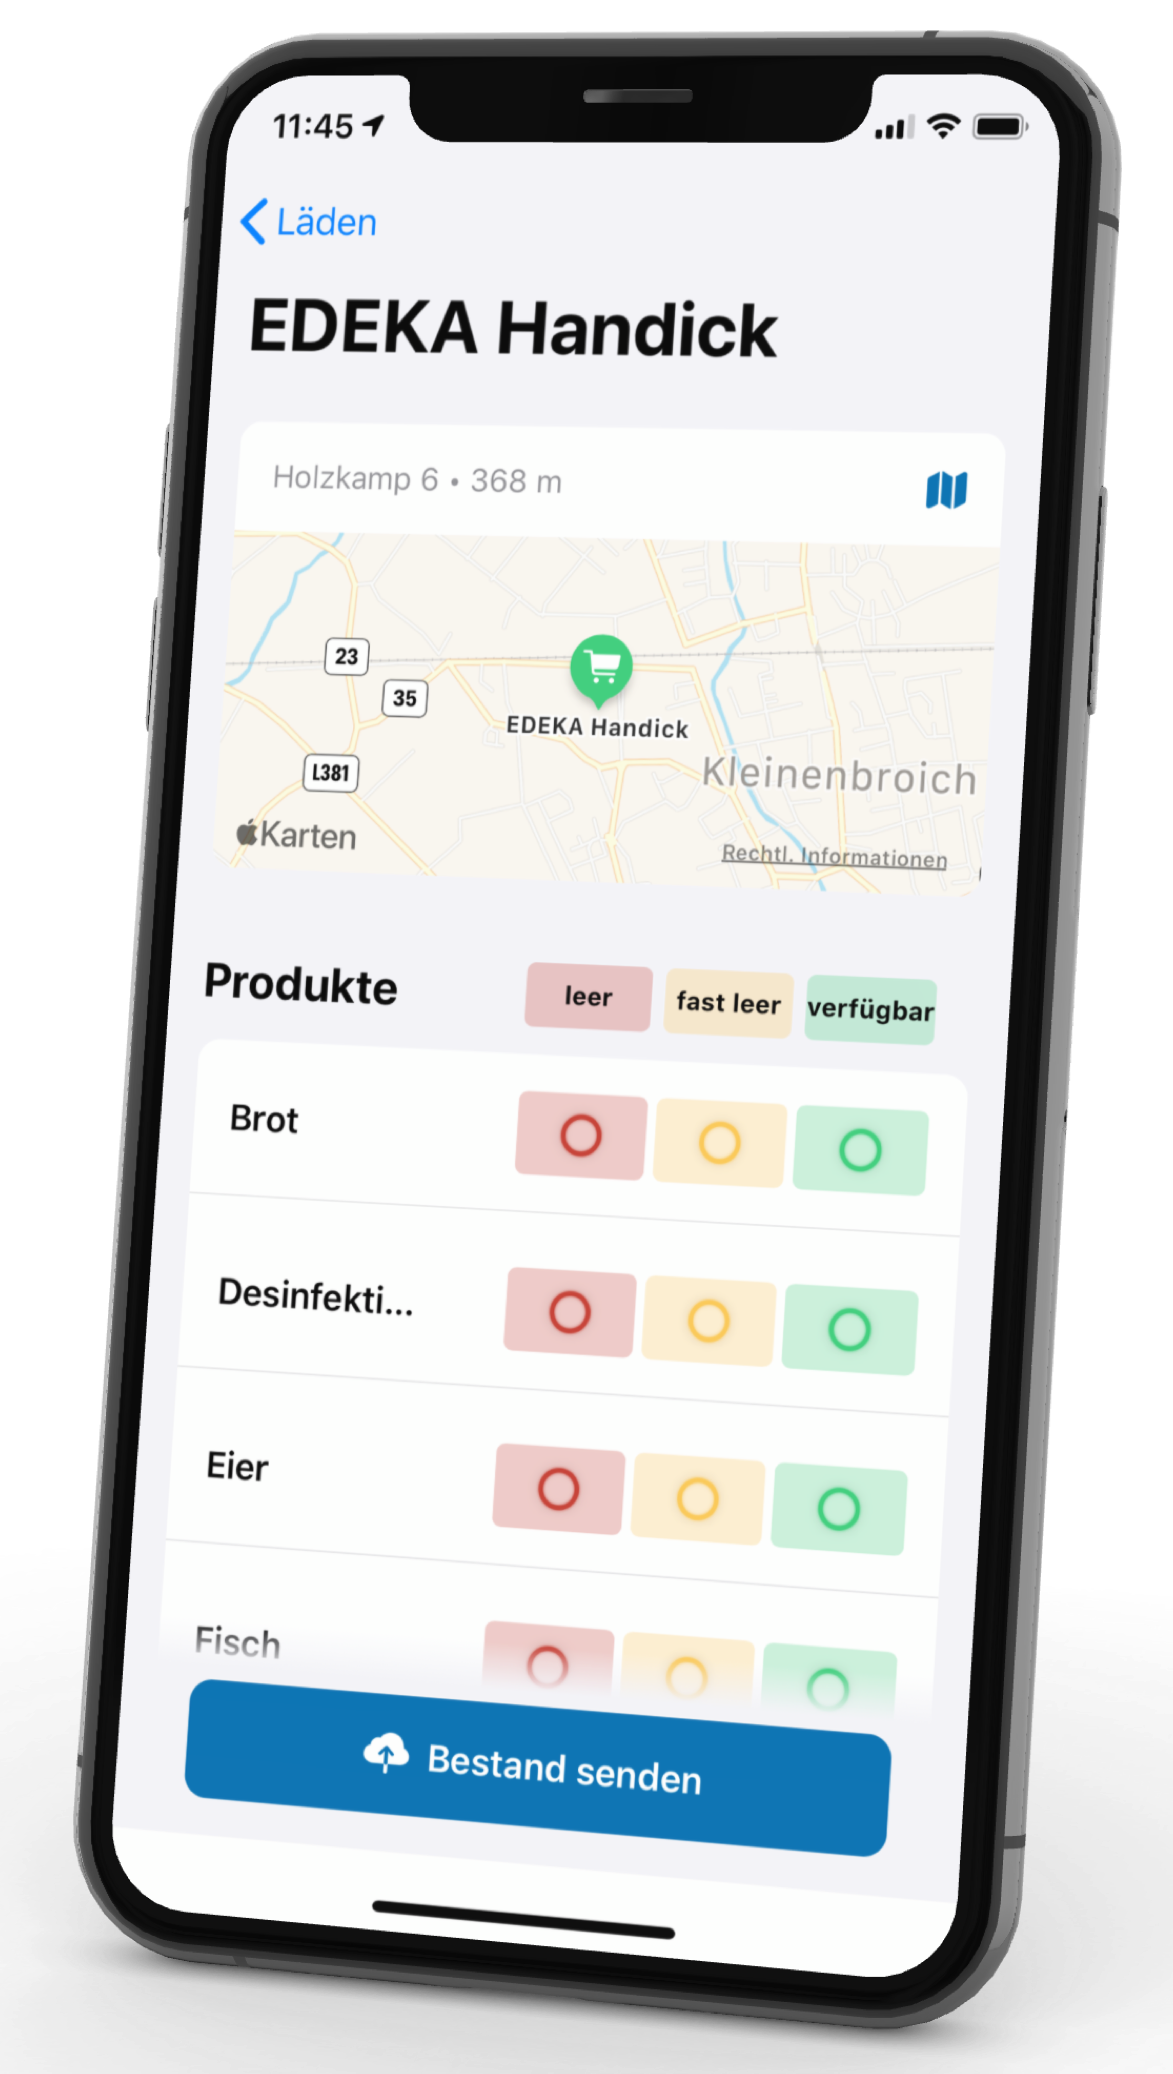 11:45
Läden
EDEKA Handick
Holzkamp 6 • 368 m
23
35
EDEKA Handick
L381
Kleinenbroich
Karten
Rechtl. Informationen
Produkte
leer fast leer verfügbar
Brot
Desinfekti...
Eier
Fisch
Bestand senden